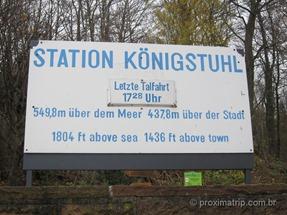 STATION KÖNIGSTUHL
Letzte Talfahrt
17²⁸ Uhr
549,8m über dem Meer 437,8m über der Stadt
1804 ft above sea 1436 ft above town
© proximatrip.com.br